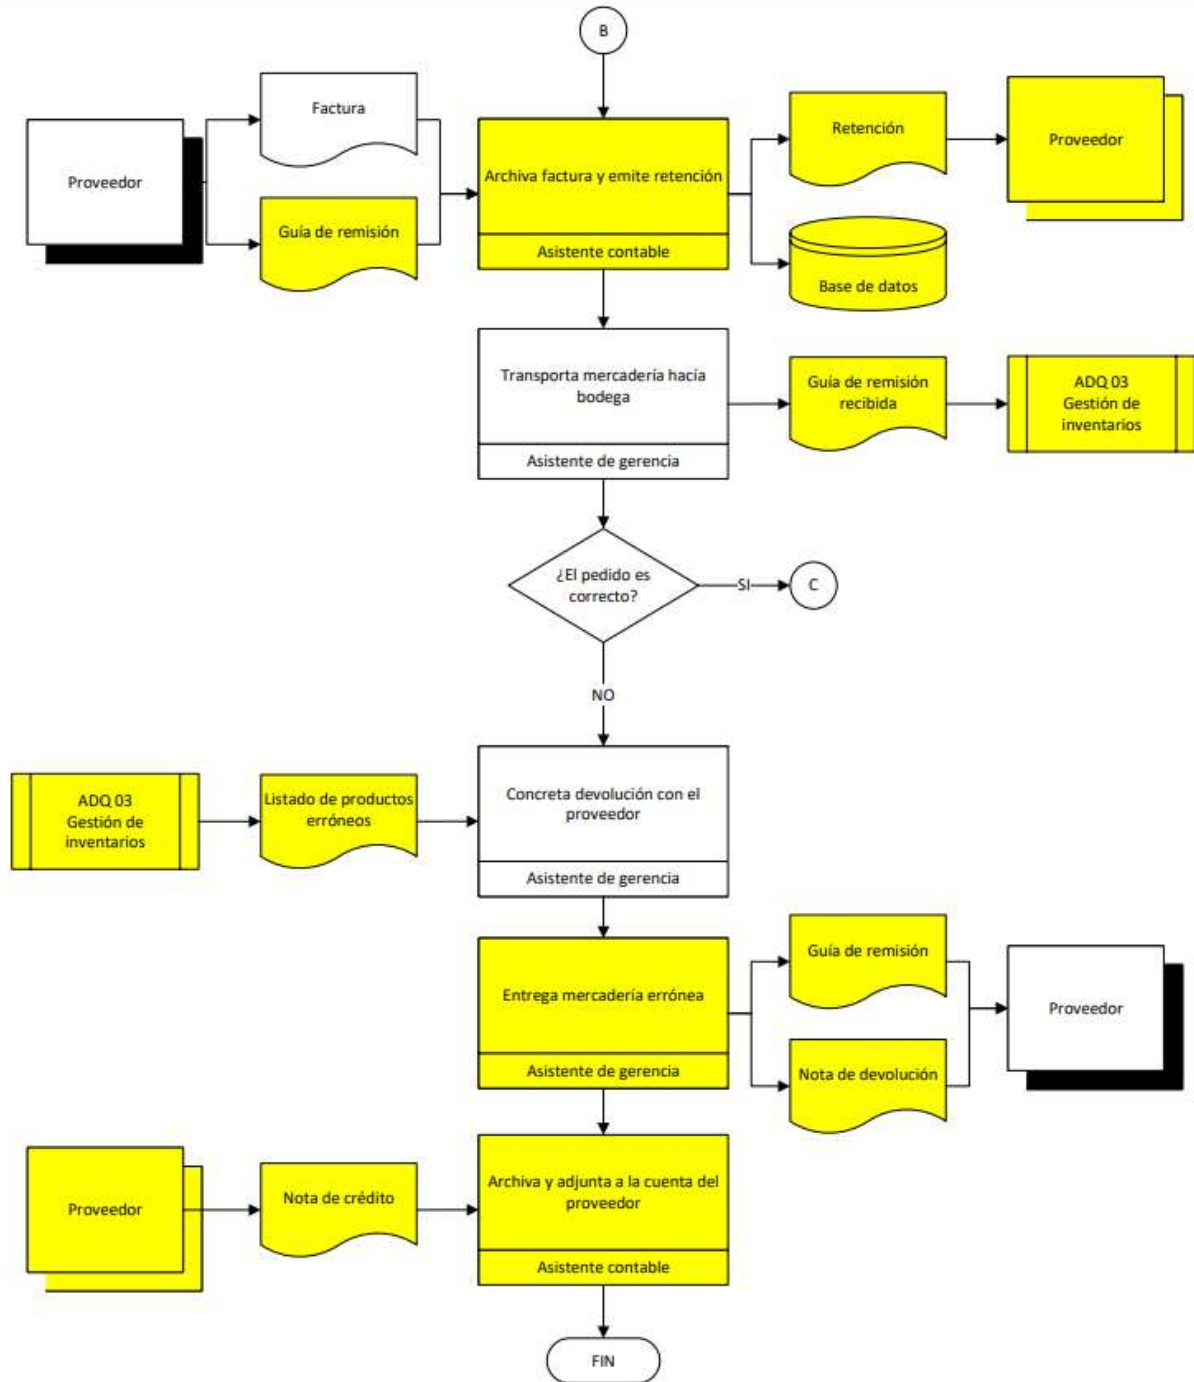 B
Factura
Retención
Proveedor
Proveedor
Archiva factura y emite retención
Guía de remisión
Asistente contable
Base de datos
Transporta mercadería hacía
bodega
Guía de remisión
recibida
ADQ 03
Gestión de
inventarios
Asistente de gerencia
¿El pedido es
correcto?
SI
C
NO
ADQ 03
Gestión de
inventarios
Listado de productos
erróneos
Concreta devolución con el
proveedor
Asistente de gerencia
Guía de remisión
Entrega mercadería errónea
Proveedor
Asistente de gerencia
Nota de devolución
Proveedor
Nota de crédito
Archiva y adjunta a la cuenta del
proveedor
Asistente contable
FIN